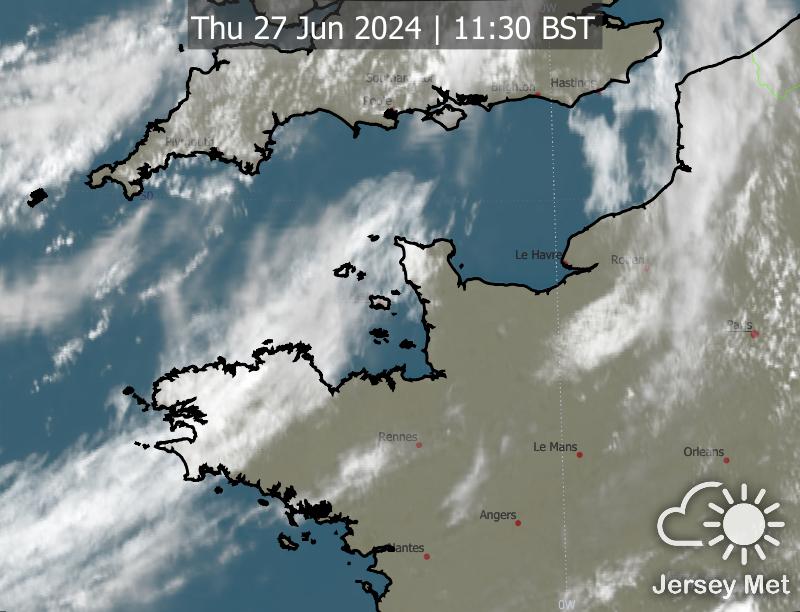 0W
Thu 27 Jun 2024 | 11:30 BST
Brighton
Hastings
Poole
Plymouth
50
Le Havre
Rouen
Paris
Rennes
Le Mans
Orleans
Angers
Nantes
Jersey Met
0W